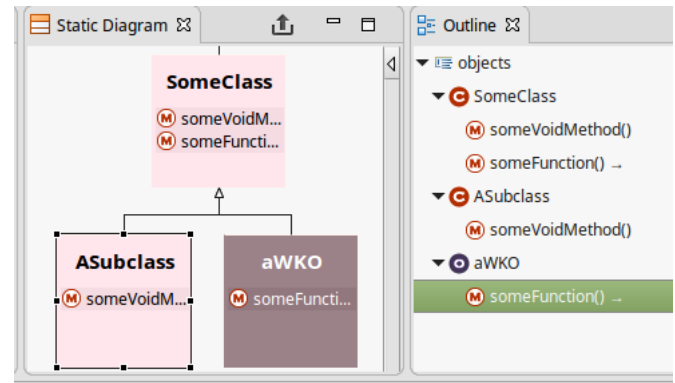 Static Diagram
SomeClass
M someVoidM...
M someFuncti...
ASubclass
M someVoidM...
aWKO
M someFuncti...
Outline
objects
C SomeClass
M someVoidMethod()
M someFunction() →
C ASubclass
M someVoidMethod()
O aWKO
M someFunction() →